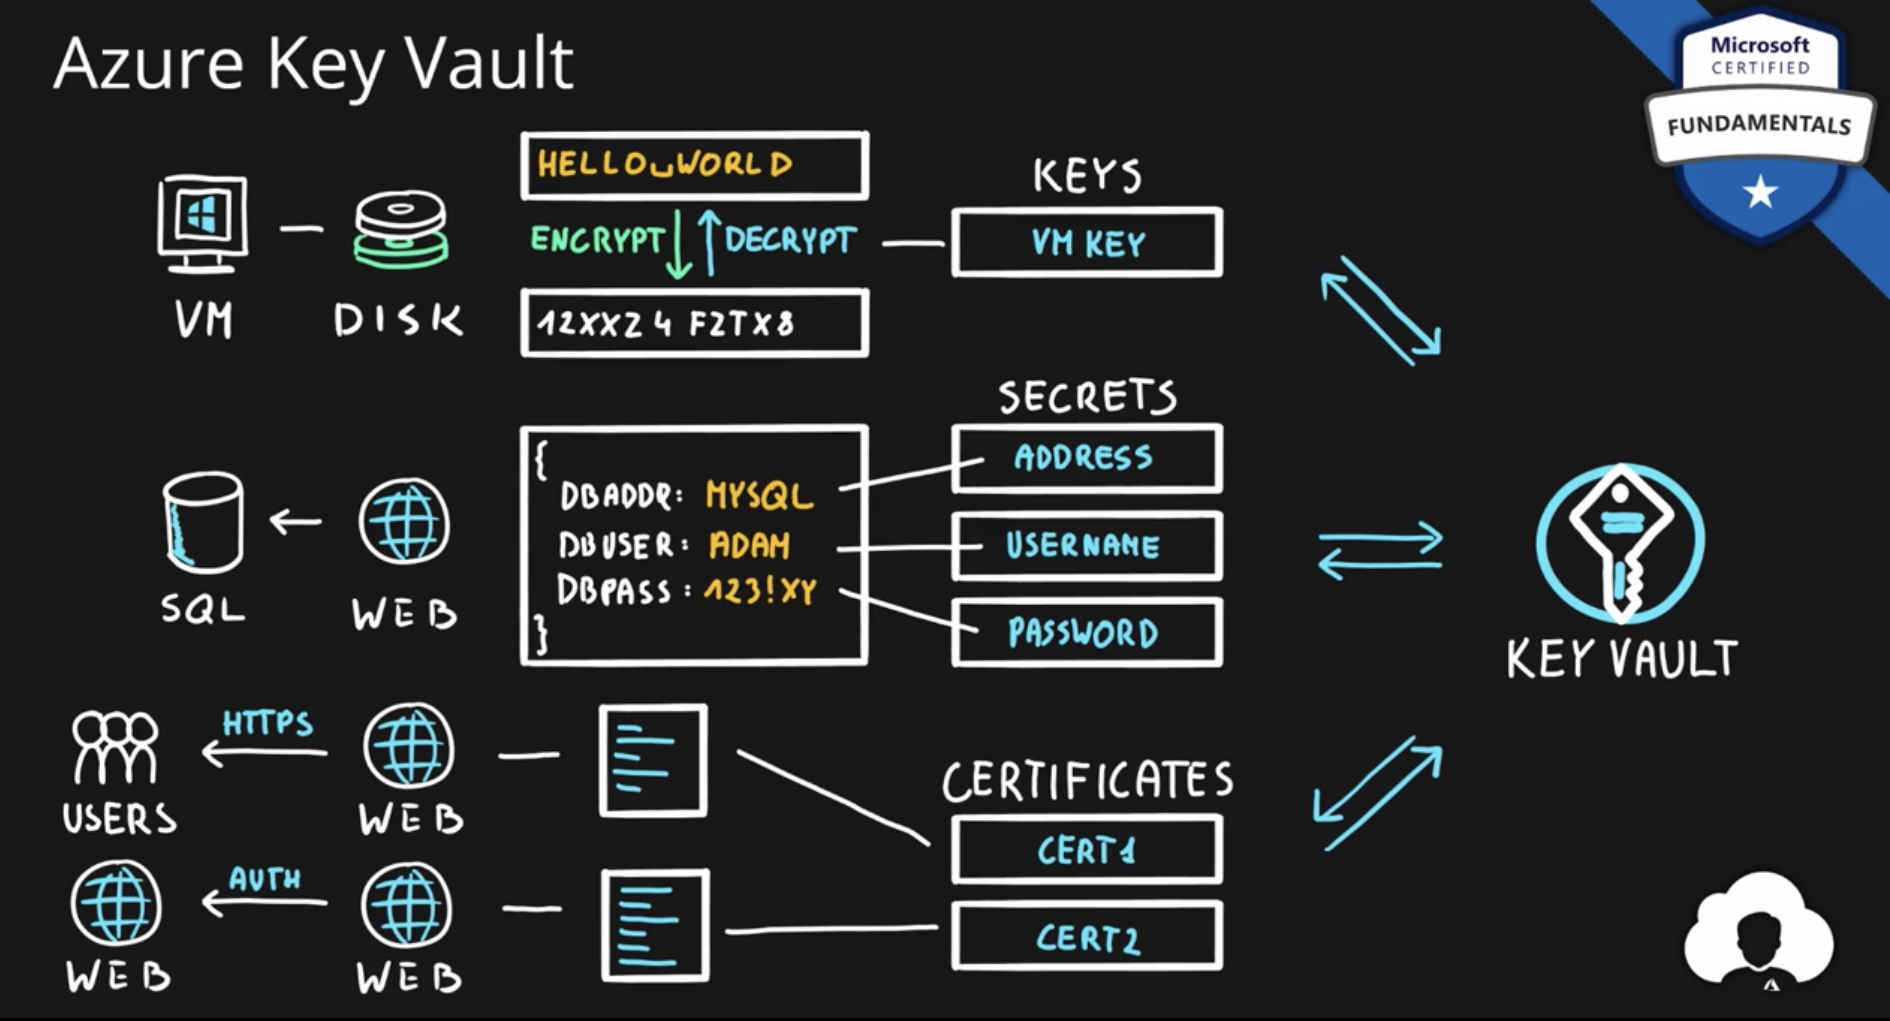 Azure Key Vault
Microsoft
CERTIFIED
FUNDAMENTALS
HELLO␣WORLD
ENCRYPT
DECRYPT
12XXZ4 FZTX8
VM
DISK
KEYS
VM KEY
SECRETS
{
DBADDR: MYSQL
DBUSER: ADAM
DBPASS: 123!XY
}
ADDRESS
USERNAME
PASSWORD
SQL
WEB
KEY VAULT
HTTPS
USERS
WEB
CERTIFICATES
CERT1
CERT2
AUTH
WEB
WEB